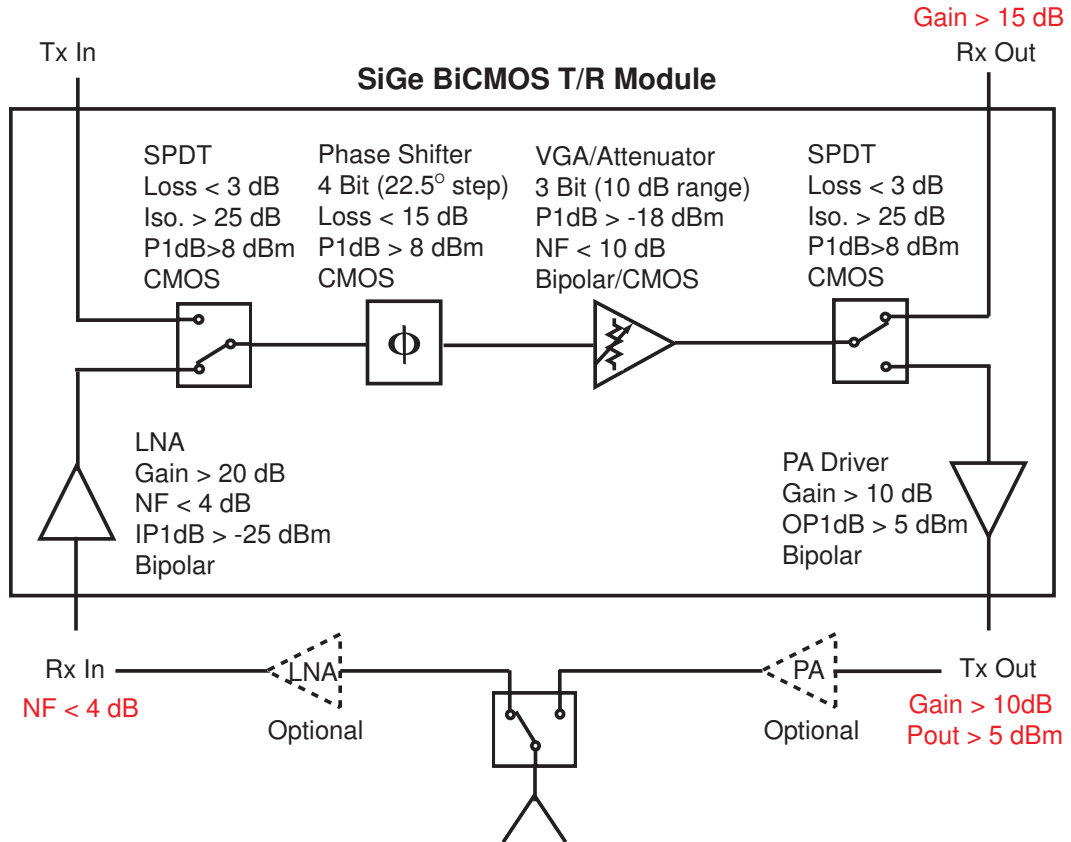 Gain > 15 dB
Tx In
Rx Out
SiGe BiCMOS T/R Module
SPDT
Loss < 3 dB
Iso. > 25 dB
P1dB>8 dBm
CMOS
Phase Shifter
4 Bit (22.5° step)
Loss < 15 dB
P1dB > 8 dBm
CMOS
VGA/Attenuator
3 Bit (10 dB range)
P1dB > -18 dBm
NF < 10 dB
Bipolar/CMOS
SPDT
Loss < 3 dB
Iso. > 25 dB
P1dB>8 dBm
CMOS
Φ
LNA
Gain > 20 dB
NF < 4 dB
IP1dB > -25 dBm
Bipolar
PA Driver
Gain > 10 dB
OP1dB > 5 dBm
Bipolar
Rx In
NF < 4 dB
LNA
Optional
PA
Optional
Tx Out
Gain > 10dB
Pout > 5 dBm